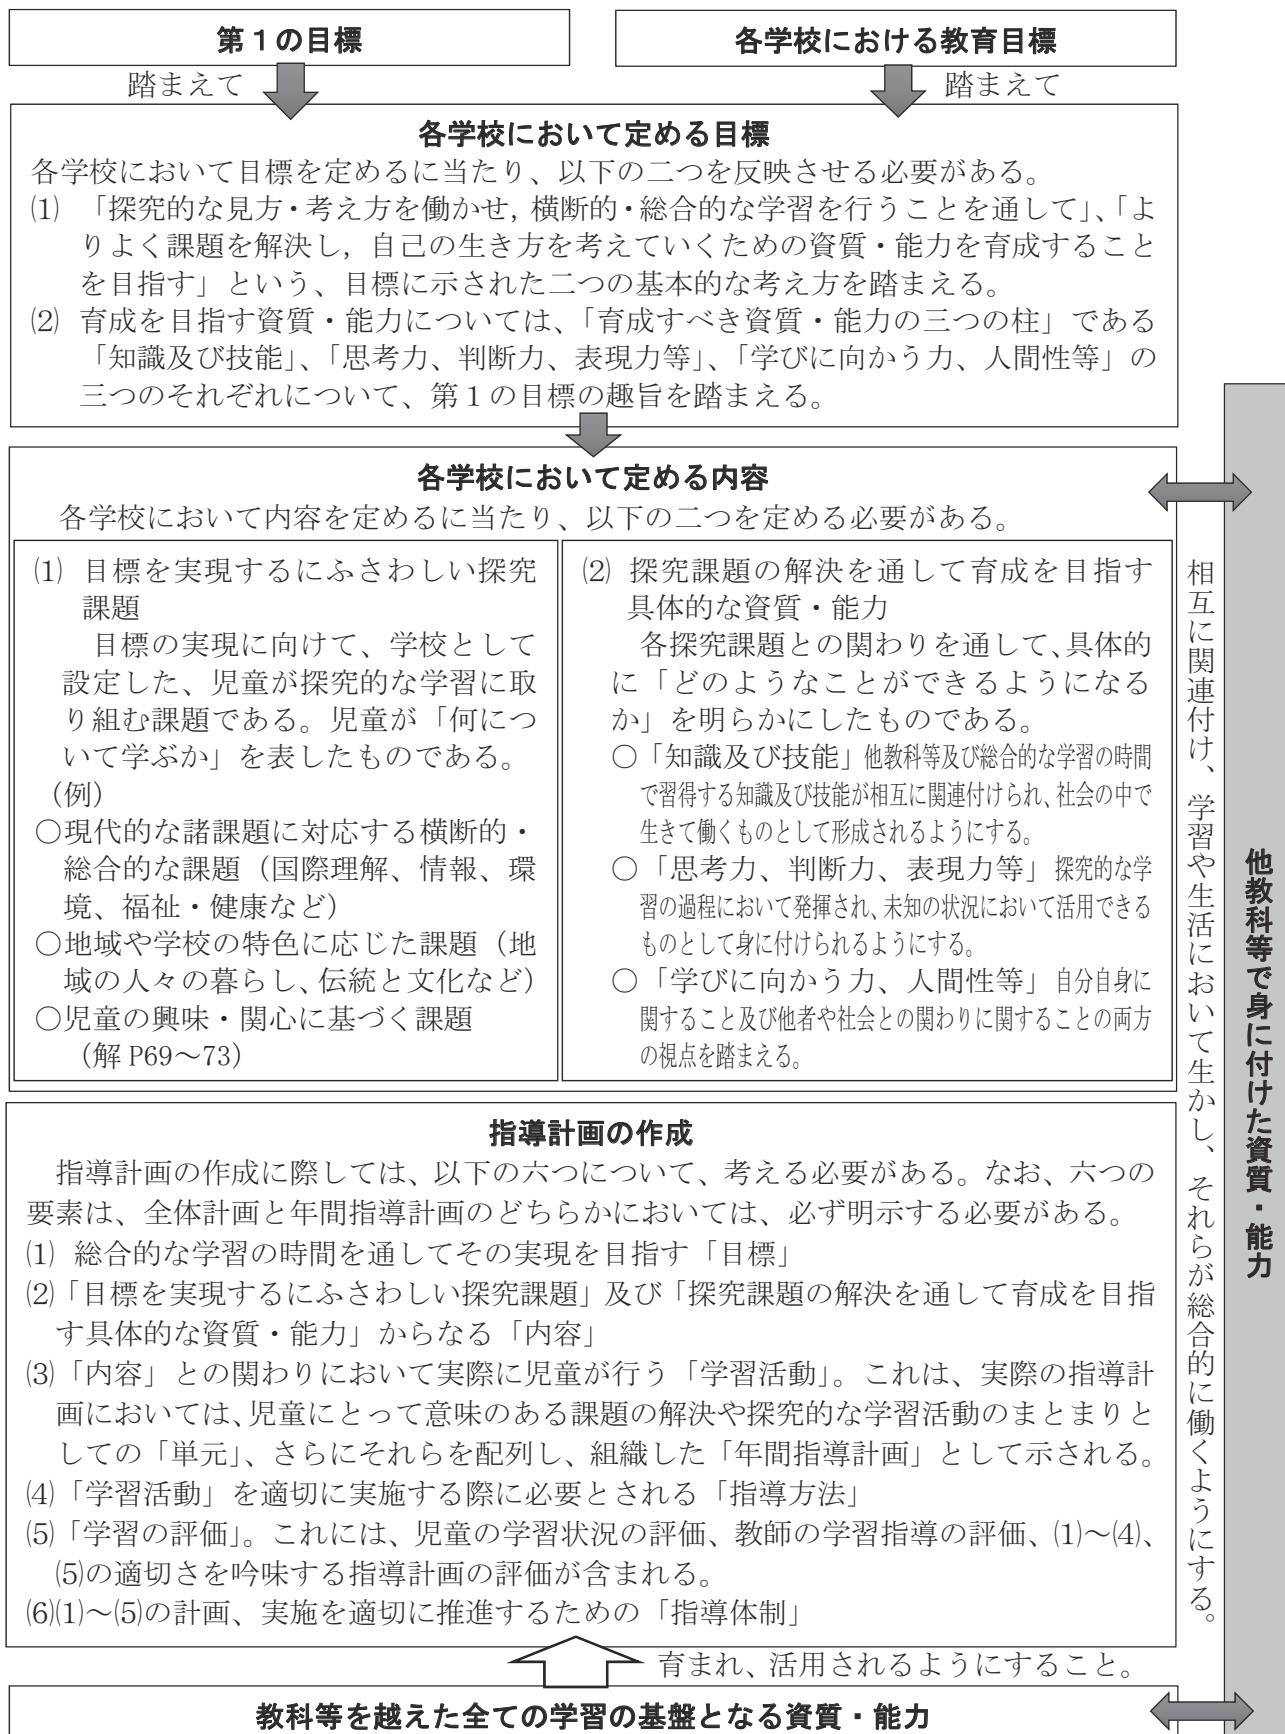 第１の目標
各学校における教育目標
踏まえて
踏まえて
各学校において定める目標
各学校において目標を定めるに当たり、以下の二つを反映させる必要がある。
⑴ 「探究的な見方・考え方を働かせ，横断的・総合的な学習を行うことを通して」、「よ
りよく課題を解決し，自己の生き方を考えていくための資質・能力を育成すること
を目指す」という、目標に示された二つの基本的な考え方を踏まえる。
⑵ 育成を目指す資質・能力については、「育成すべき資質・能力の三つの柱」である
「知識及び技能」、「思考力、判断力、表現力等」、「学びに向かう力、人間性等」の
三つのそれぞれについて、第１の目標の趣旨を踏まえる。
各学校において定める内容
各学校において内容を定めるに当たり、以下の二つを定める必要がある。
⑴ 目標を実現するにふさわしい探究
課題
目標の実現に向けて、学校として
設定した、児童が探究的な学習に取
り組む課題である。児童が「何につ
いて学ぶか」を表したものである。
（例）
○現代的な諸課題に対応する横断的・
総合的な課題（国際理解、情報、環
境、福祉・健康など）
○地域や学校の特色に応じた課題（地
域の人々の暮らし、伝統と文化など）
○児童の興味・関心に基づく課題
（解 P69～73）
⑵ 探究課題の解決を通して育成を目指す
具体的な資質・能力
各探究課題との関わりを通して、具体的
に「どのようなことができるようになる
か」を明らかにしたものである。
○「知識及び技能」他教科等及び総合的な学習の時間
で習得する知識及び技能が相互に関連付けられ、社会の中で
生きて働くものとして形成されるようにする。
○「思考力、判断力、表現力等」探究的な学
習の過程において発揮され、未知の状況において活用できる
ものとして身に付けられるようにする。
○「学びに向かう力、人間性等」自分自身に
関すること及び他者や社会との関わりに関することの両方
の視点を踏まえる。
指導計画の作成
指導計画の作成に際しては、以下の六つについて、考える必要がある。なお、六つの
要素は、全体計画と年間指導計画のどちらかにおいては、必ず明示する必要がある。
⑴ 総合的な学習の時間を通してその実現を目指す「目標」
⑵「目標を実現するにふさわしい探究課題」及び「探究課題の解決を通して育成を目指
す具体的な資質・能力」からなる「内容」
⑶「内容」との関わりにおいて実際に児童が行う「学習活動」。これは、実際の指導計
画においては、児童にとって意味のある課題の解決や探究的な学習活動のまとまりと
しての「単元」、さらにそれらを配列し、組織した「年間指導計画」として示される。
⑷「学習活動」を適切に実施する際に必要とされる「指導方法」
⑸「学習の評価」。これには、児童の学習状況の評価、教師の学習指導の評価、⑴～⑷、
⑸の適切さを吟味する指導計画の評価が含まれる。
⑹⑴～⑸の計画、実施を適切に推進するための「指導体制」
育まれ、活用されるようにすること。
教科等を越えた全ての学習の基盤となる資質・能力
相互に関連付け、学習や生活において生かし、それらが総合的に働くようにする。
他教科等で身に付けた資質・能力